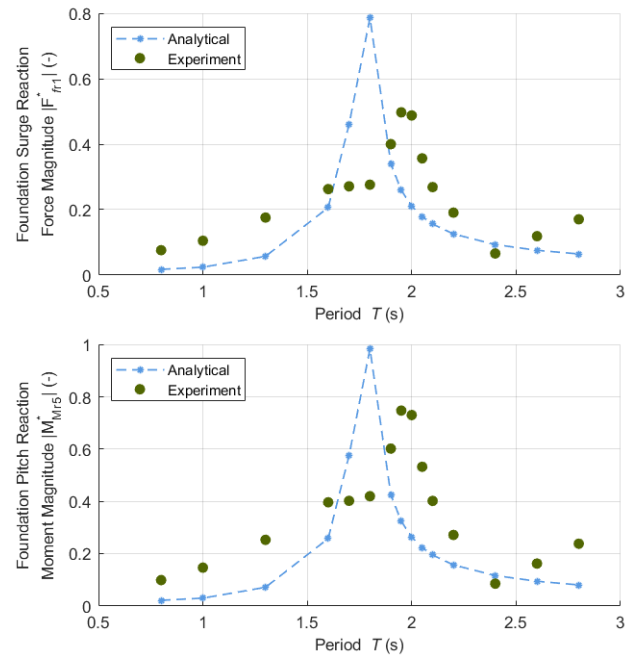 Foundation Surge Reaction
Force Magnitude |F*fr1| (-)
0.8
0.6
0.4
0.2
0
Analytical
Experiment
0.5
1
1.5
2
2.5
3
Period T (s)
Foundation Pitch Reaction
Moment Magnitude |M*Mr5| (-)
1
0.8
0.6
0.4
0.2
0
Analytical
Experiment
0.5
1
1.5
2
2.5
3
Period T (s)